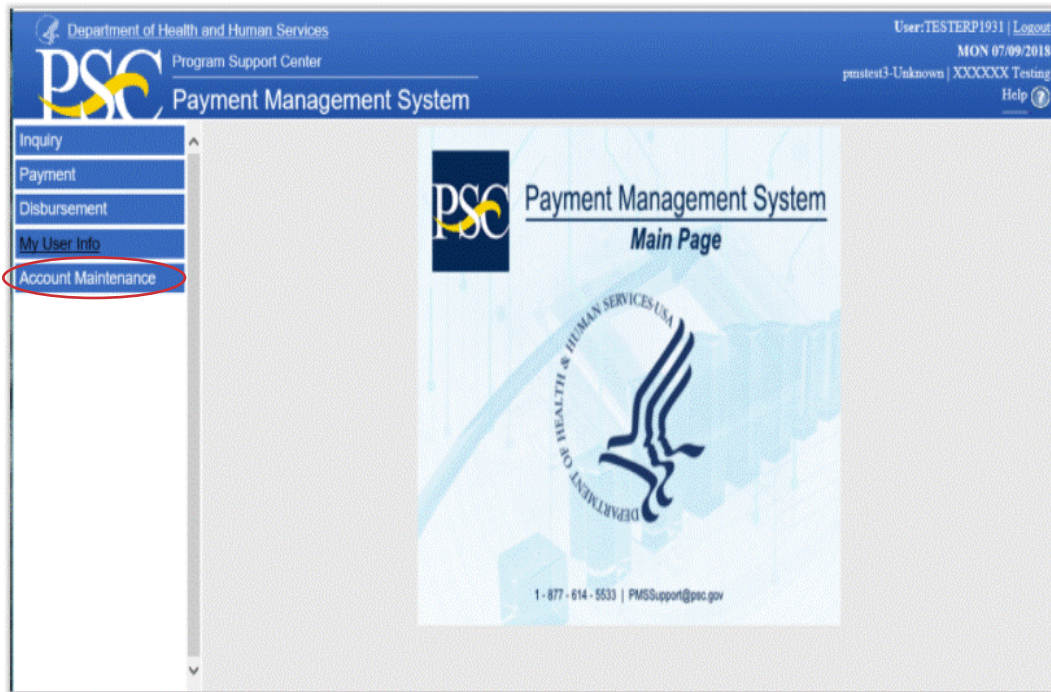 Department of Health and Human Services
PSC
Program Support Center
Payment Management System
User:TESTERP1931 | Logout
MON 07/09/2018
pmstest3-Unknown | XXXXXX Testing
Help ?
Inquiry
Payment
Disbursement
My User Info
Account Maintenance
PSC
Payment Management System
Main Page
DEPARTMENT OF HEALTH & HUMAN SERVICES·USA
1 - 877 - 614 - 5533 | PMSSupport@psc.gov